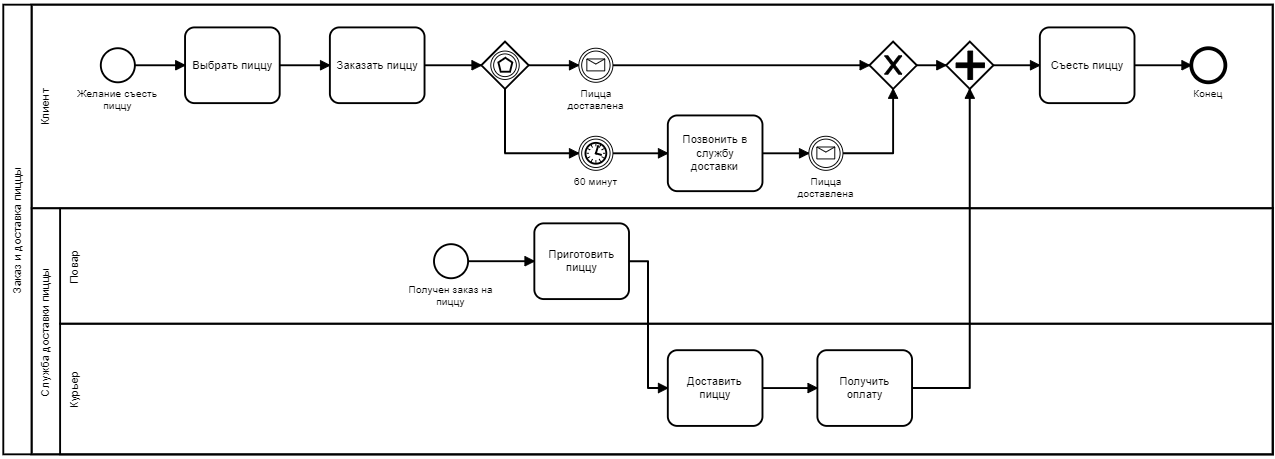 Заказ и доставка пиццы
Клиент
Желание съесть
пиццу
Выбрать пиццу
Заказать пиццу
Пицца
доставлена
60 минут
Позвонить в
службу
доставки
Пицца
доставлена
Съесть пиццу
Конец
Служба доставки пиццы
Повар
Получен заказ на
пиццу
Приготовить
пиццу
Курьер
Доставить
пиццу
Получить
оплату